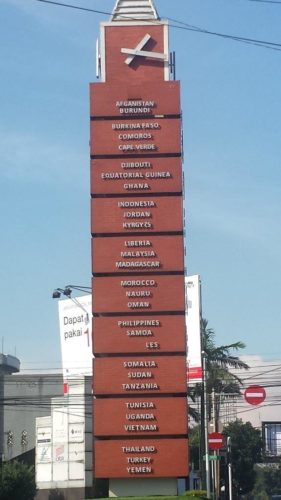 AFGANISTAN
BURUNDI
BURKINA FASO
COMOROS
CAPE VERDE
DJIBOUTI
EQUATORIAL GUINEA
GHANA
INDONESIA
JORDAN
KYRGYZS
LIBERIA
MALAYSIA
MADAGASCAR
MOROCCO
NAURU
OMAN
PHILIPPINES
SAMOA
LES
SOMALIA
SUDAN
TANZANIA
TUNISIA
UGANDA
VIETNAM
THAILAND
TURKEY
YEMEN
Dapat
pakai